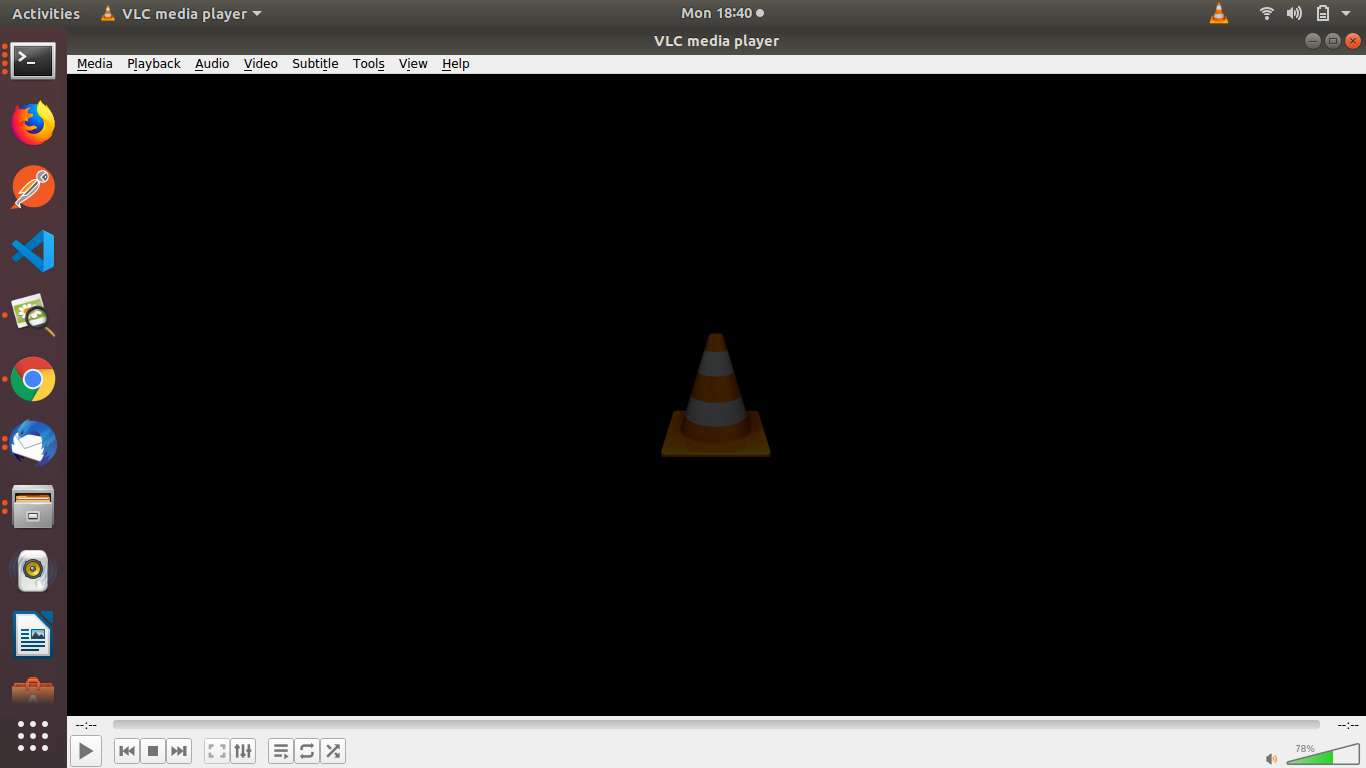 Activities VLC media player Mon 18:40
VLC media player
Media Playback Audio Video Subtitle Tools View Help
--:-- --:--
78%